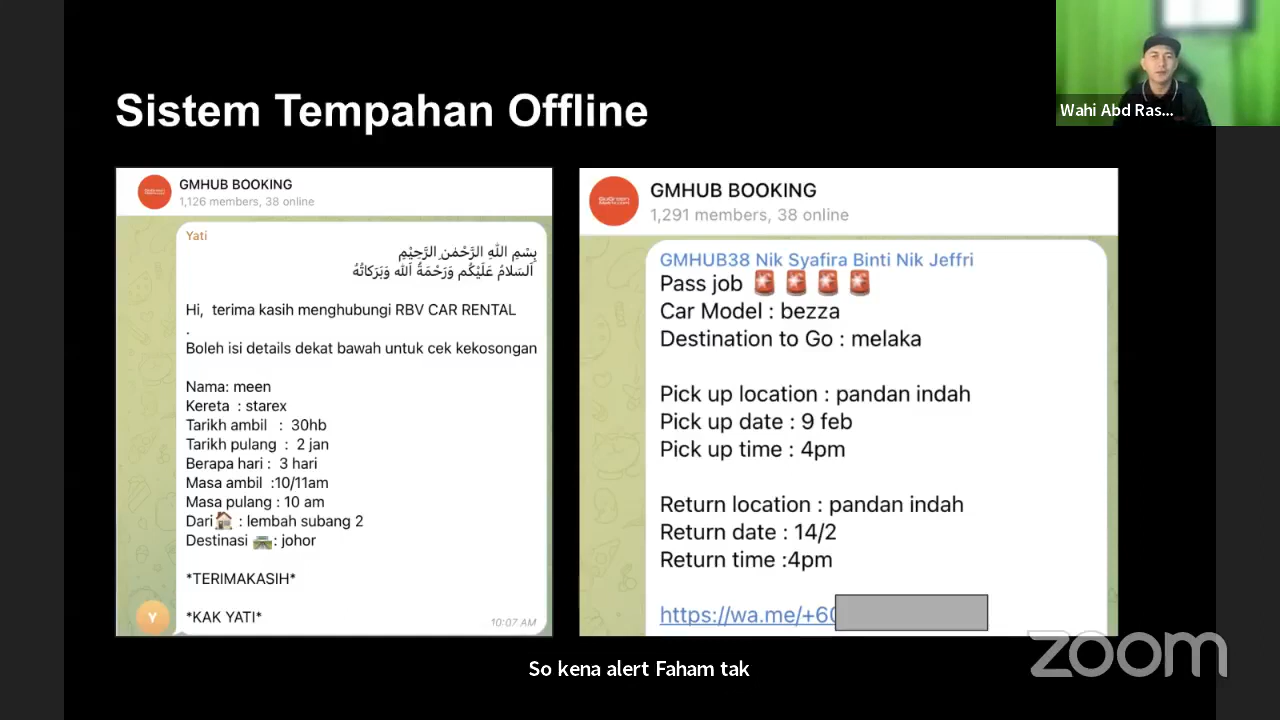 Sistem Tempahan Offline
Wahi Abd Ras...
GMHUB BOOKING
1,126 members, 38 online
Yati
بِسْمِ اللهِ الرَّحْمٰنِ الرَّحِيْمِ
اَلسَلامُ عَلَيْكُم وَرَحْمَةُ اَللهِ وَبَرَكاتُهُ
Hi, terima kasih menghubungi RBV CAR RENTAL
.
Boleh isi details dekat bawah untuk cek kekosongan
Nama: meen
Kereta : starex
Tarikh ambil : 30hb
Tarikh pulang : 2 jan
Berapa hari : 3 hari
Masa ambil :10/11am
Masa pulang : 10 am
Dari🏠 : lembah subang 2
Destinasi 🛣️: johor
*TERIMAKASIH*
*KAK YATI*
Y
10:07 AM
GMHUB BOOKING
1,291 members, 38 online
GMHUB38 Nik Syafira Binti Nik Jeffri
Pass job 🚨 🚨 🚨 🚨
Car Model : bezza
Destination to Go : melaka
Pick up location : pandan indah
Pick up date : 9 feb
Pick up time : 4pm
Return location : pandan indah
Return date : 14/2
Return time :4pm
https://wa.me/+60
So kena alert Faham tak
zoom